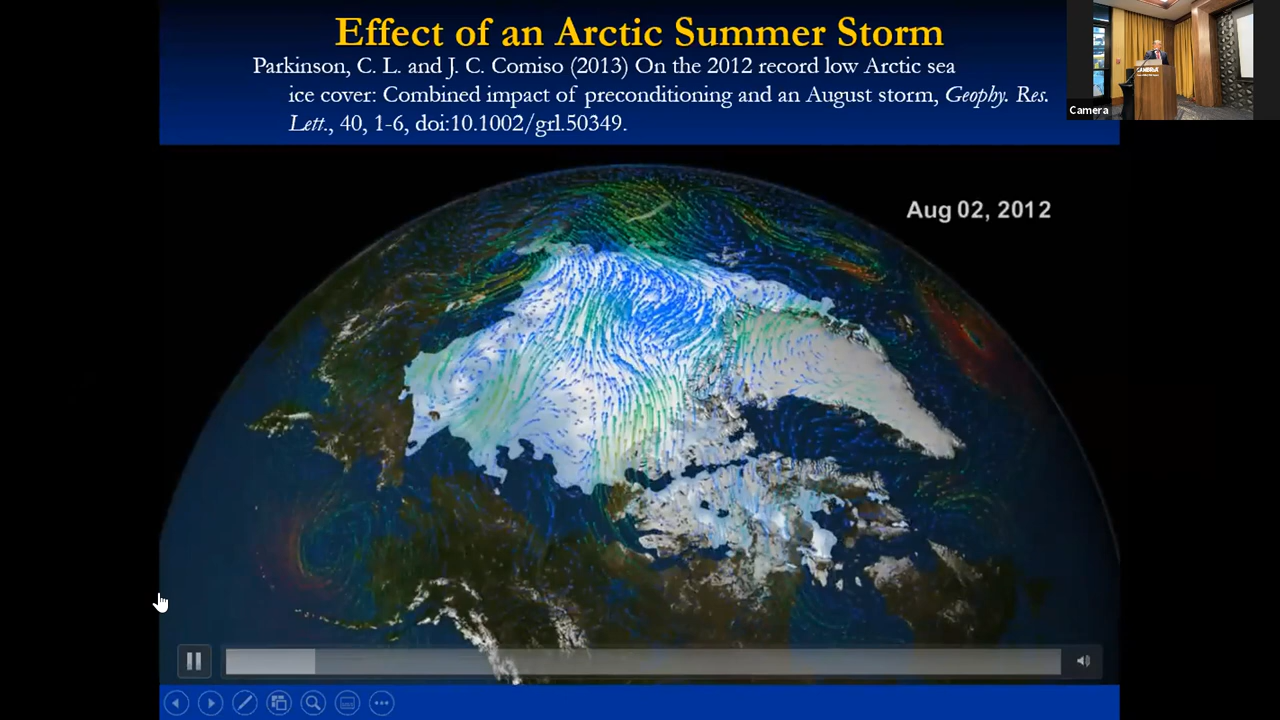 Effect of an Arctic Summer Storm
Parkinson, C. L. and J. C. Comiso (2013) On the 2012 record low Arctic sea
ice cover: Combined impact of preconditioning and an August storm, Geophy. Res.
Lett., 40, 1-6, doi:10.1002/grl.50349.
Camera
Aug 02, 2012